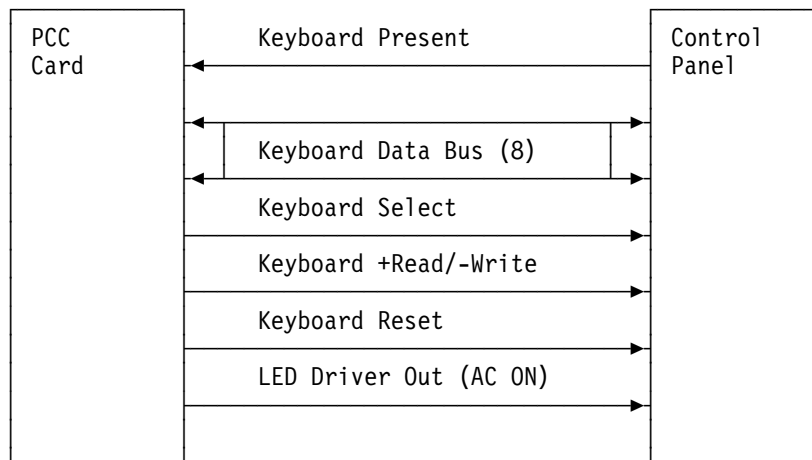 PCC Keyboard Present Control
Card Panel
Keyboard Data Bus (8)
Keyboard Select
Keyboard +Read/-Write
Keyboard Reset
LED Driver Out (AC ON)